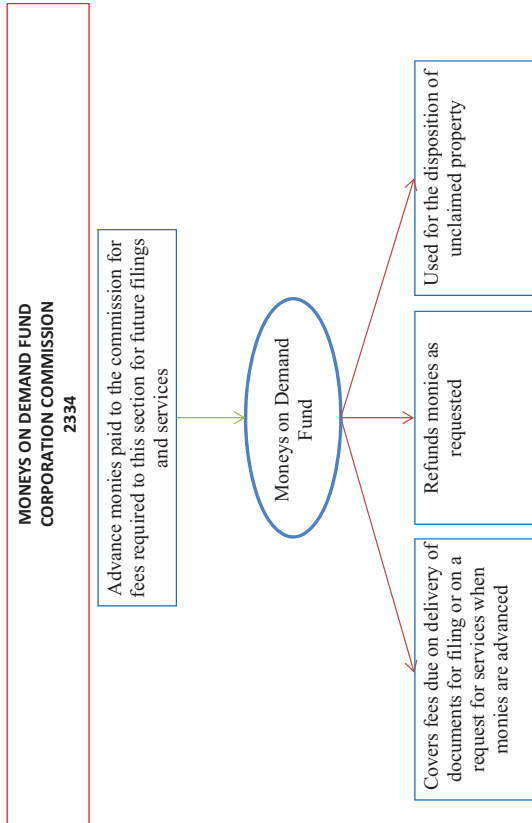 MONEYS ON DEMAND FUND
CORPORATION COMMISSION
2334
Advance monies paid to the commission for
fees required to this section for future filings
and services
Moneys on Demand
Fund
Covers fees due on delivery of
documents for filing or on a
request for services when
monies are advanced
Refunds monies as
requested
Used for the disposition of
unclaimed property